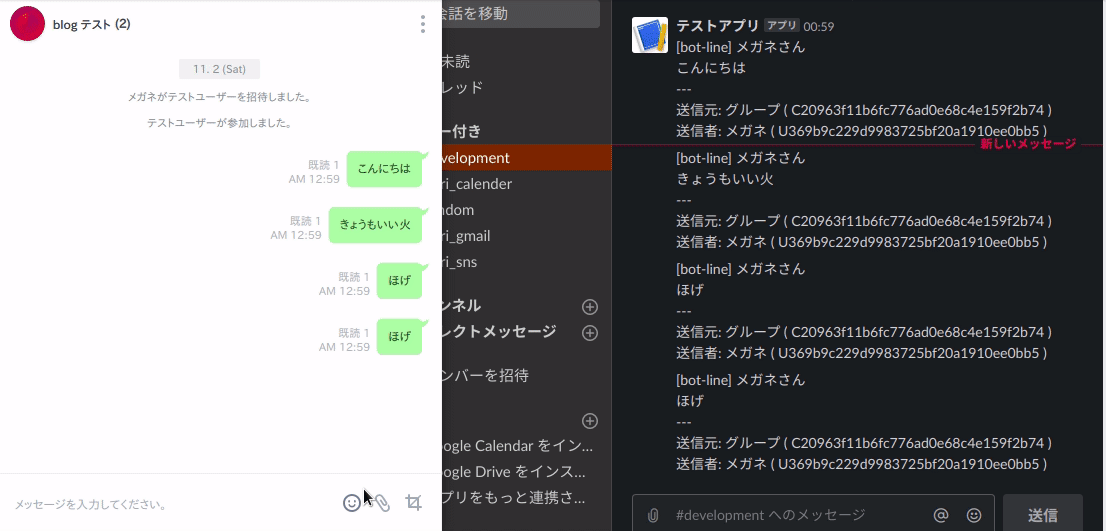 blog テスト (2)
11. 2 (Sat)
メガネがテストユーザーを招待しました。
テストユーザーが参加しました。
既読 1
AM 12:59
こんにちは
既読 1
AM 12:59
きょうもいい火
既読 1
AM 12:59
ほげ
既読 1
AM 12:59
ほげ
メッセージを入力してください。
会話を移動
未読
レッド
ー付き
velopment
ri_calender
ndom
ri_gmail
ri_sns
ンネル
レクトメッセージ
ンバーを招待
ogle Calendar をイン...
ogle Drive をインス...
プリをもっと連携さ...
テストアプリ アプリ 00:59
[bot-line] メガネさん
こんにちは
---
送信元: グループ ( C20963f11b6fc776ad0e68c4e159f2b74 )
送信者: メガネ ( U369b9c229d9983725bf20a1910ee0bb5 )
新しいメッセージ
[bot-line] メガネさん
きょうもいい火
---
送信元: グループ ( C20963f11b6fc776ad0e68c4e159f2b74 )
送信者: メガネ ( U369b9c229d9983725bf20a1910ee0bb5 )
[bot-line] メガネさん
ほげ
---
送信元: グループ ( C20963f11b6fc776ad0e68c4e159f2b74 )
送信者: メガネ ( U369b9c229d9983725bf20a1910ee0bb5 )
[bot-line] メガネさん
ほげ
---
送信元: グループ ( C20963f11b6fc776ad0e68c4e159f2b74 )
送信者: メガネ ( U369b9c229d9983725bf20a1910ee0bb5 )
#development へのメッセージ
送信